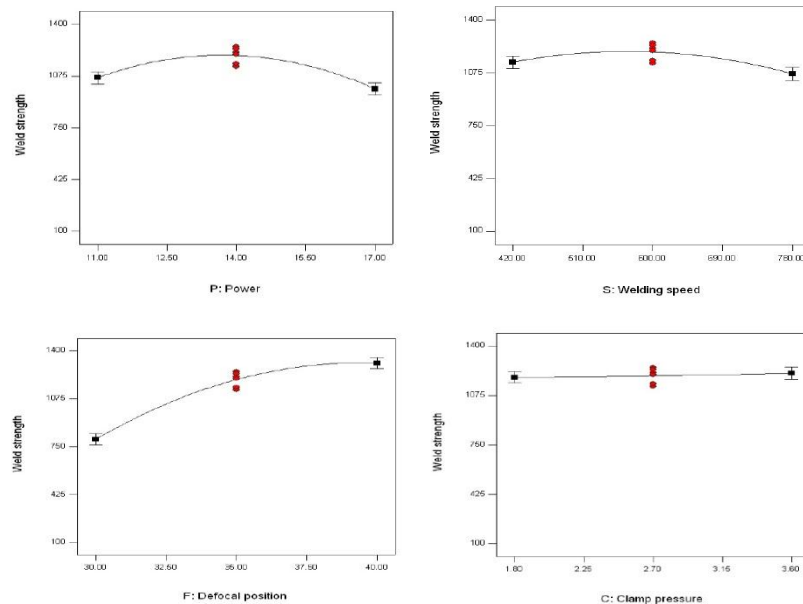 1400
1075
750
425
100
Weld strength
11.00 12.50 14.00 15.50 17.00
P: Power
1400
1075
750
425
100
Weld strength
420.00 510.00 600.00 690.00 780.00
S: Welding speed
1400
1075
750
425
100
Weld strength
30.00 32.50 35.00 37.50 40.00
F: Defocal position
1400
1075
750
425
100
Weld strength
1.80 2.25 2.70 3.15 3.60
C: Clamp pressure